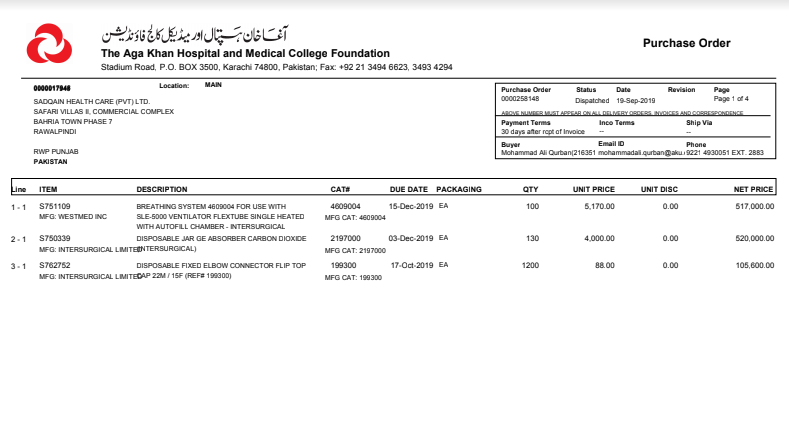 آغا خان ہسپتال اور میڈیکل کالج فاؤنڈیشن
The Aga Khan Hospital and Medical College Foundation
Stadium Road, P.O. BOX 3500, Karachi 74800, Pakistan; Fax: +92 21 3494 6623, 3493 4294
Purchase Order
0000017945 Location: MAIN
SADQAIN HEALTH CARE (PVT) LTD.
SAFARI VILLAS II, COMMERCIAL COMPLEX
BAHRIA TOWN PHASE 7
RAWALPINDI
RWP PUNJAB
PAKISTAN
Purchase Order Status Date Revision Page
0000258148 Dispatched 19-Sep-2019 Page 1 of 4
ABOVE NUMBER MUST APPEAR ON ALL DELIVERY ORDERS, INVOICES AND CORRESPONDENCE
Payment Terms Inco Terms Ship Via
30 days after rcpt of Invoice -- --
Buyer Email ID Phone
Mohammad Ali Qurban(216351 mohammadali.qurban@aku. 9221 4930051 EXT. 2883
Line ITEM DESCRIPTION CAT# DUE DATE PACKAGING QTY UNIT PRICE UNIT DISC NET PRICE
1 - 1 S751109 BREATHING SYSTEM 4609004 FOR USE WITH 4609004 15-Dec-2019 EA 100 5,170.00 0.00 517,000.00
MFG: WESTMED INC SLE-5000 VENTILATOR FLEXTUBE SINGLE HEATED MFG CAT: 4609004
WITH AUTOFILL CHAMBER - INTERSURGICAL
2 - 1 S750339 DISPOSABLE JAR GE ABSORBER CARBON DIOXIDE 2197000 03-Dec-2019 EA 130 4,000.00 0.00 520,000.00
MFG: INTERSURGICAL LIMITED (INTERSURGICAL) MFG CAT: 2197000
3 - 1 S762752 DISPOSABLE FIXED ELBOW CONNECTOR FLIP TOP 199300 17-Oct-2019 EA 1200 88.00 0.00 105,600.00
MFG: INTERSURGICAL LIMITED CAP 22M / 15F (REF# 199300) MFG CAT: 199300